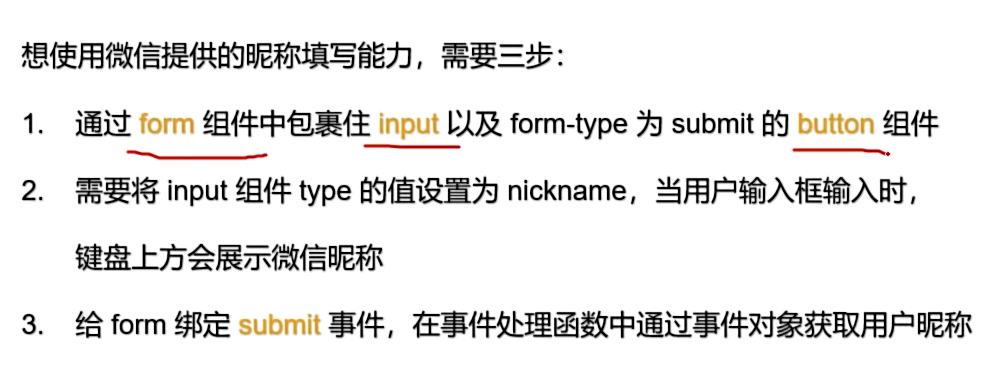 想使用微信提供的昵称填写能力，需要三步：
1. 通过 form 组件中包裹住 input 以及 form-type 为 submit 的 button 组件
2. 需要将 input 组件 type 的值设置为 nickname，当用户输入框输入时，
键盘上方会展示微信昵称
3. 给 form 绑定 submit 事件，在事件处理函数中通过事件对象获取用户昵称